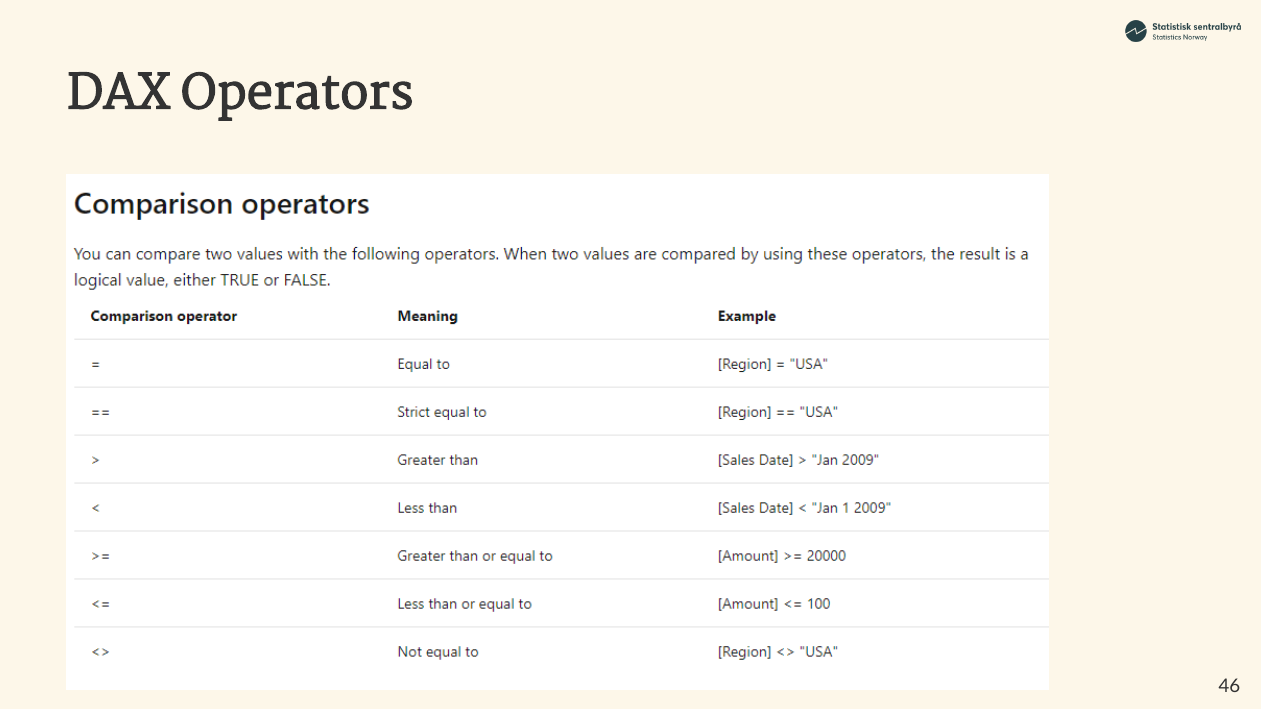 Statistisk sentralbyrå
Statistics Norway
DAX Operators
Comparison operators
You can compare two values with the following operators. When two values are compared by using these operators, the result is a
logical value, either TRUE or FALSE.
Comparison operator Meaning Example
= Equal to [Region] = "USA"
== Strict equal to [Region] == "USA"
> Greater than [Sales Date] > "Jan 2009"
< Less than [Sales Date] < "Jan 1 2009"
>= Greater than or equal to [Amount] >= 20000
<= Less than or equal to [Amount] <= 100
<> Not equal to [Region] <> "USA"
46